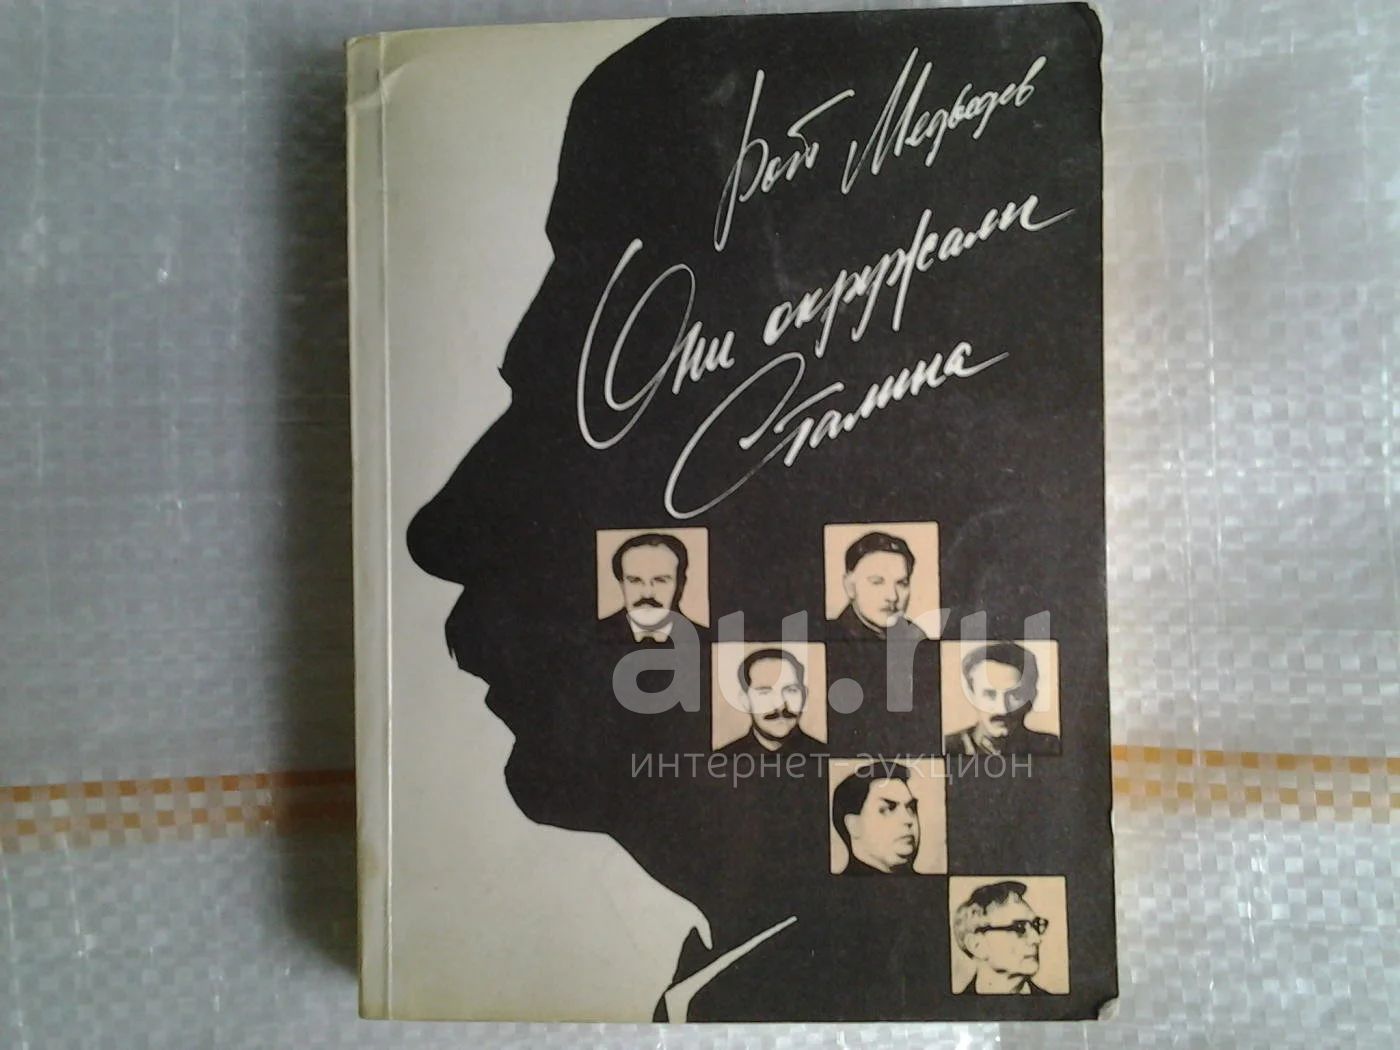 Рой Медведев
Они окружали
Сталина
au.ru
интернет-аукцион